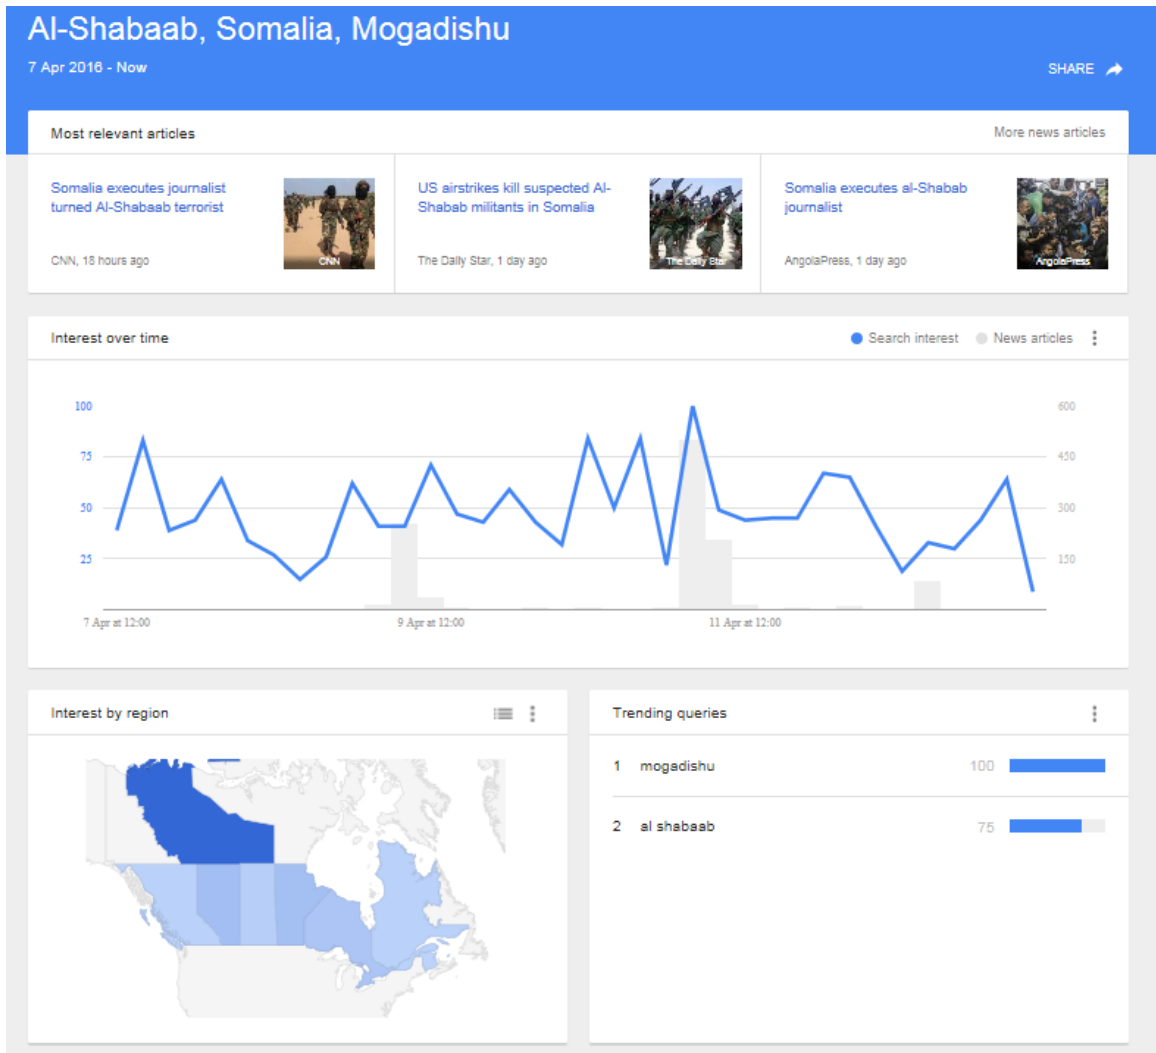 Al-Shabaab, Somalia, Mogadishu
7 Apr 2016 - Now
SHARE
Most relevant articles
More news articles
Somalia executes journalist
turned Al-Shabaab terrorist
CNN, 18 hours ago
CNN
US airstrikes kill suspected Al-
Shabab militants in Somalia
The Daily Star, 1 day ago
The Daily Star
Somalia executes al-Shabab
journalist
AngolaPress, 1 day ago
AngolaPress
Interest over time
Search interest
News articles
100
600
75
450
50
300
25
150
7 Apr at 12:00
9 Apr at 12:00
11 Apr at 12:00
Interest by region
Trending queries
1 mogadishu 100
2 al shabaab 75